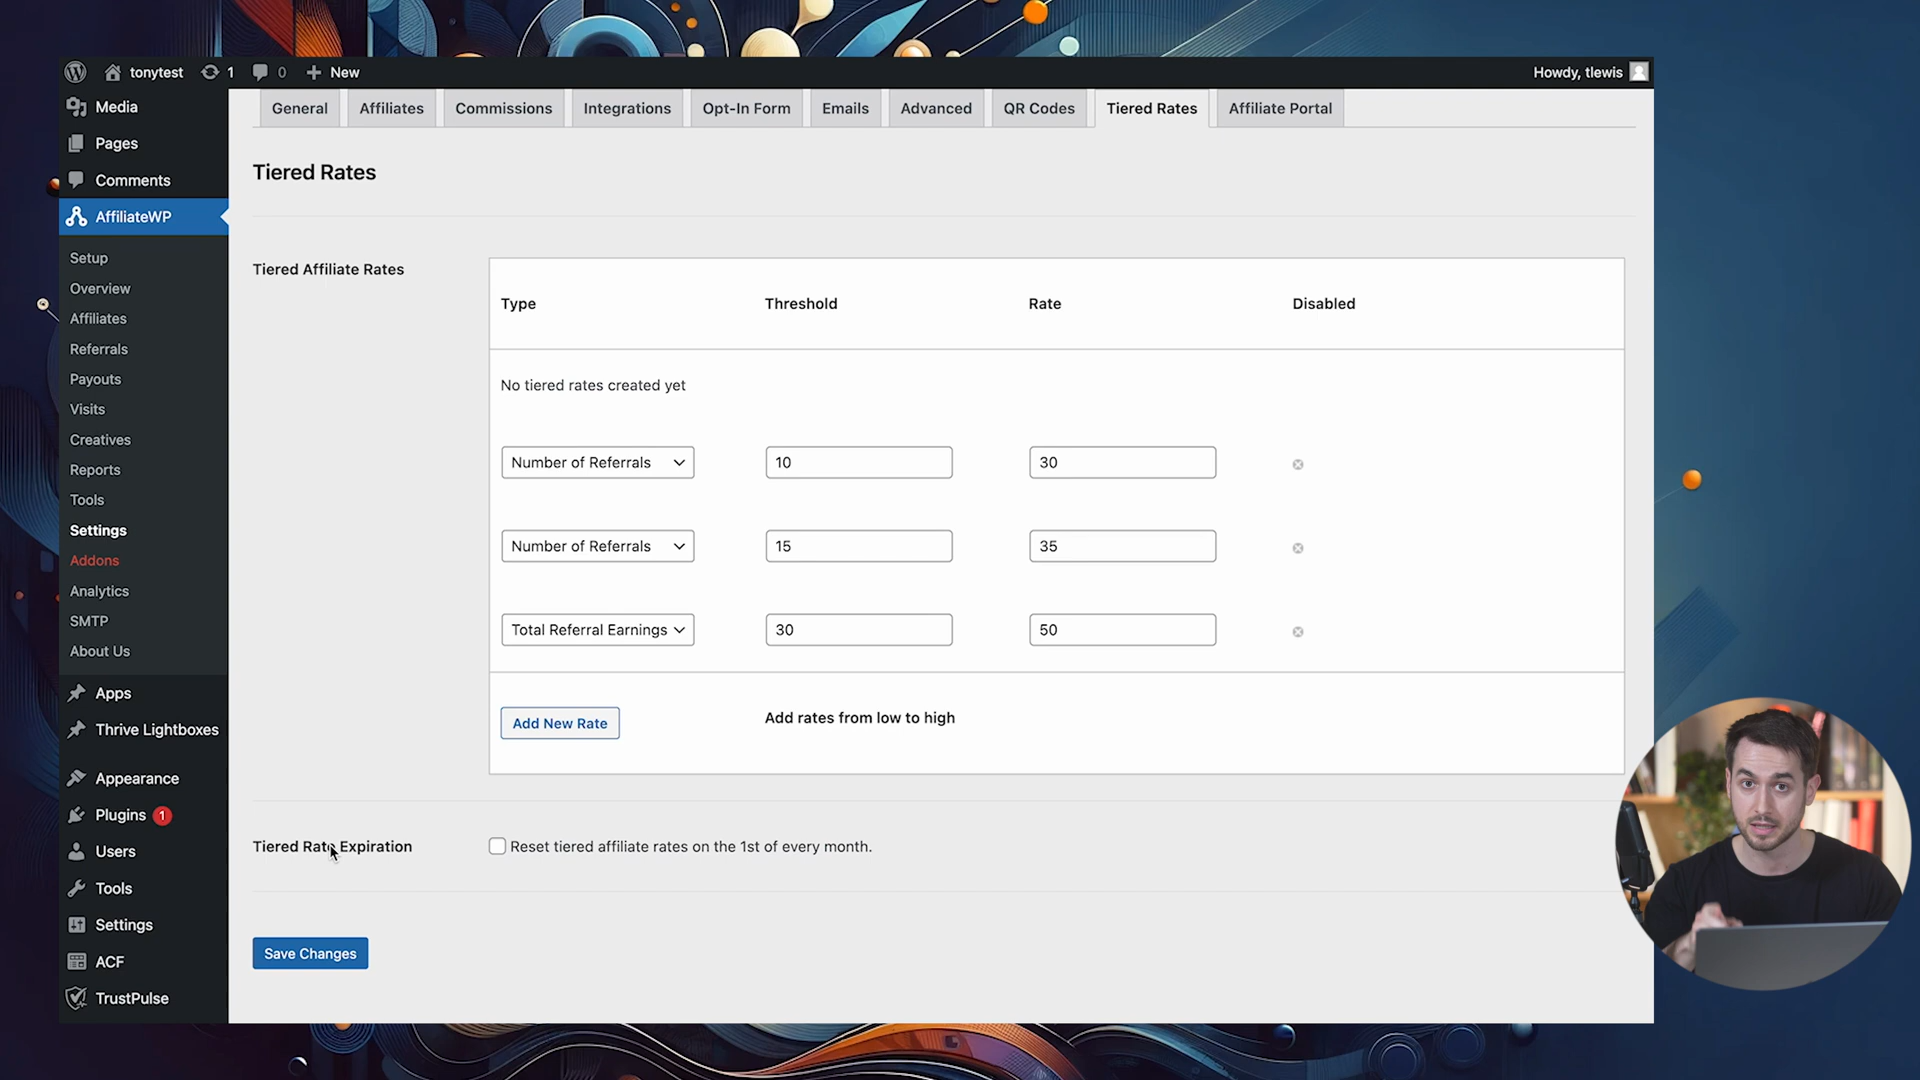 tonytest 1 0 + New Howdy, tlewis
Media
Pages
Comments
AffiliateWP
Setup
Overview
Affiliates
Referrals
Payouts
Visits
Creatives
Reports
Tools
Settings
Addons
Analytics
SMTP
About Us
Apps
Thrive Lightboxes
Appearance
Plugins 1
Users
Tools
Settings
ACF
TrustPulse
General Affiliates Commissions Integrations Opt-In Form Emails Advanced QR Codes Tiered Rates Affiliate Portal
Tiered Rates
Tiered Affiliate Rates
Type Threshold Rate Disabled
No tiered rates created yet
Number of Referrals 10 30
Number of Referrals 15 35
Total Referral Earnings 30 50
Add New Rate Add rates from low to high
Tiered Rate Expiration Reset tiered affiliate rates on the 1st of every month.
Save Changes